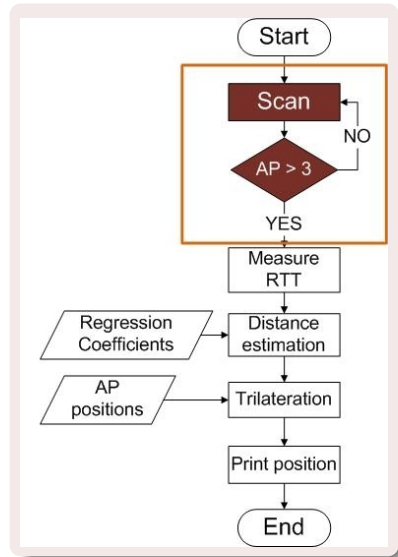 Start
Scan
NO
AP > 3
YES
Measure
RTT
Regression
Coefficients
Distance
estimation
AP
positions
Trilateration
Print position
End